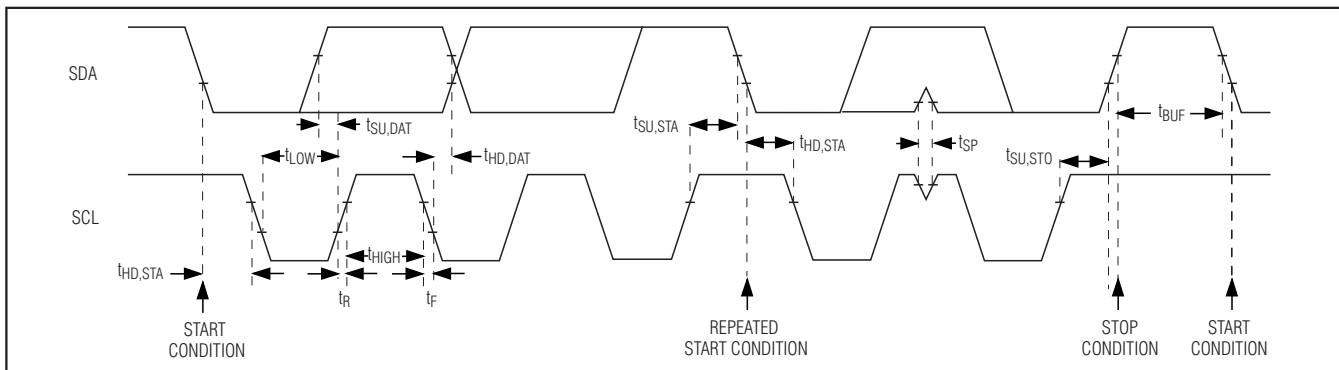 SDA
tSU,DAT
tLOW
tHD,DAT
tSU,STA
tHD,STA
tSP
tBUF
tSU,STO
SCL
tHD,STA
tHIGH
tR
tF
START
CONDITION
REPEATED
START CONDITION
STOP
CONDITION
START
CONDITION